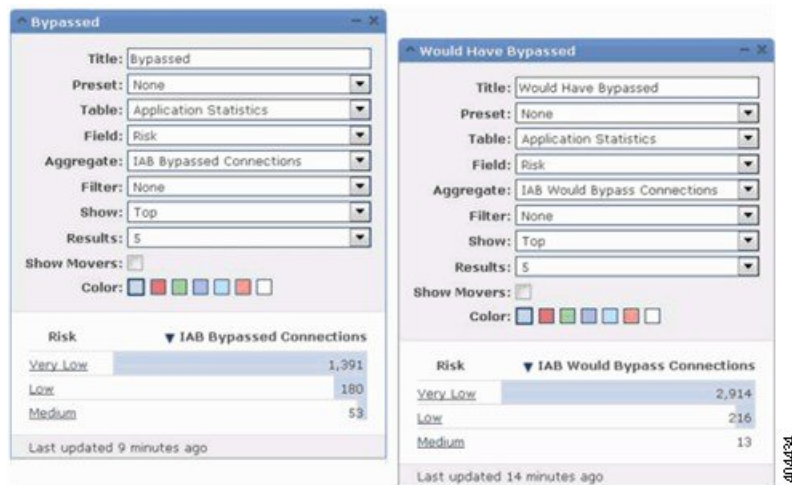 Bypassed
Title: Bypassed
Preset: None
Table: Application Statistics
Field: Risk
Aggregate: IAB Bypassed Connections
Filter: None
Show: Top
Results: 5
Show Movers:
Color:
Risk IAB Bypassed Connections
Very Low 1,391
Low 180
Medium 53
Last updated 9 minutes ago
Would Have Bypassed
Title: Would Have Bypassed
Preset: None
Table: Application Statistics
Field: Risk
Aggregate: IAB Would Bypass Connections
Filter: None
Show: Top
Results: 5
Show Movers:
Color:
Risk IAB Would Bypass Connections
Very Low 2,914
Low 216
Medium 13
Last updated 14 minutes ago
404434